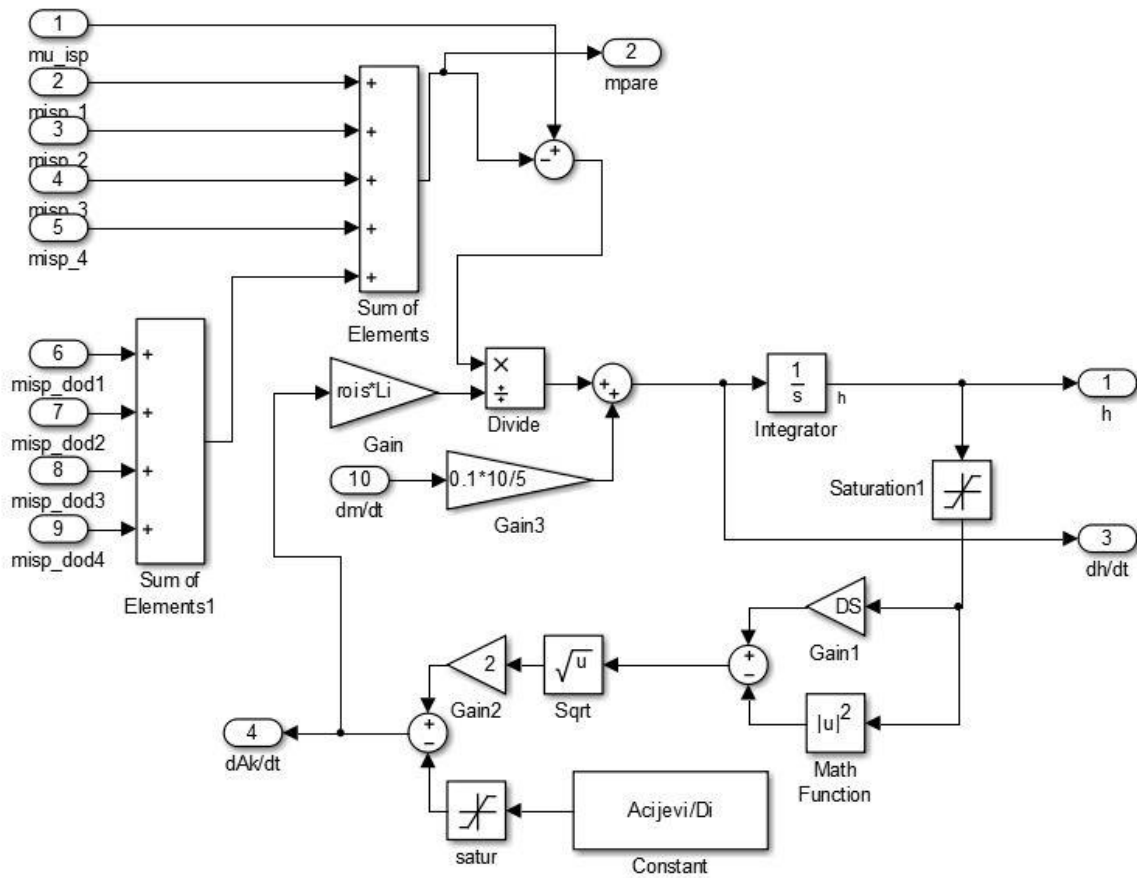 1
mu_isp
2
misp_1
3
misp_2
4
misp_3
5
misp_4
+
+
+
+
+
Sum of
Elements
2
mpare
− +
6
misp_dod1
7
misp_dod2
8
misp_dod3
9
misp_dod4
+
+
+
+
Sum of
Elements1
rois*Li
Gain
×
÷
Divide
+
+
10
dm/dt
0.1*10/5
Gain3
1
s
h
Integrator
1
h
Saturation1
3
dh/dt
DS
Gain1
|u|²
Math
Function
+
−
√u
Sqrt
2
Gain2
+
−
4
dAk/dt
satur
Acijevi/Di
Constant